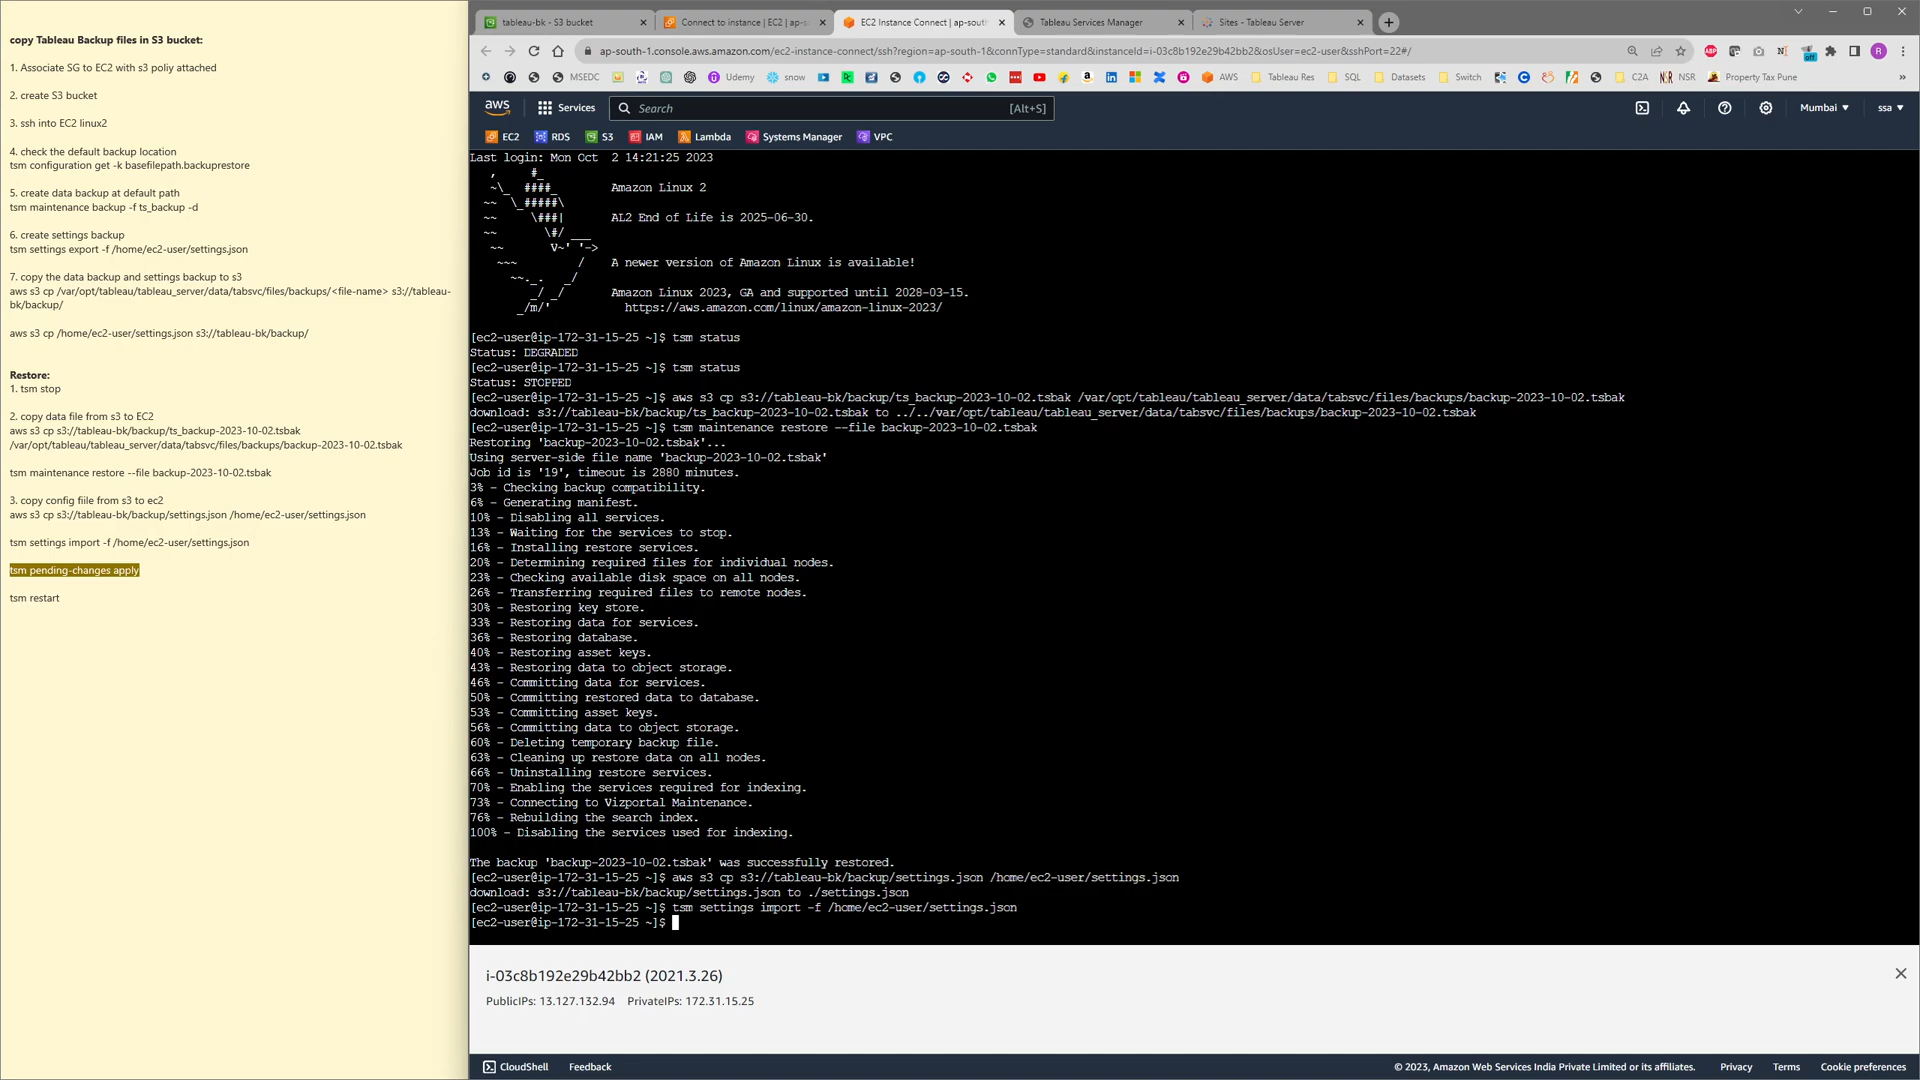 copy Tableau Backup files in S3 bucket:
1. Associate SG to EC2 with s3 poliy attached
2. create S3 bucket
3. ssh into EC2 linux2
4. check the default backup location
tsm configuration get -k basefilepath.backuprestore
5. create data backup at default path
tsm maintenance backup -f ts_backup -d
6. create settings backup
tsm settings export -f /home/ec2-user/settings.json
7. copy the data backup and settings backup to s3
aws s3 cp /var/opt/tableau/tableau_server/data/tabsvc/files/backups/<file-name> s3://tableau-
bk/backup/
aws s3 cp /home/ec2-user/settings.json s3://tableau-bk/backup/
Restore:
1. tsm stop
2. copy data file from s3 to EC2
aws s3 cp s3://tableau-bk/backup/ts_backup-2023-10-02.tsbak
/var/opt/tableau/tableau_server/data/tabsvc/files/backups/backup-2023-10-02.tsbak
tsm maintenance restore --file backup-2023-10-02.tsbak
3. copy config fiile from s3 to ec2
aws s3 cp s3://tableau-bk/backup/settings.json /home/ec2-user/settings.json
tsm settings import -f /home/ec2-user/settings.json
tsm pending-changes apply
tsm restart
tableau-bk - S3 bucket
Connect to instance | EC2 | ap-s
EC2 Instance Connect | ap-sout
Tableau Services Manager
Sites - Tableau Server
ap-south-1.console.aws.amazon.com/ec2-instance-connect/ssh?region=ap-south-1&connType=standard&instanceId=i-03c8b192e29b42bb2&osUser=ec2-user&sshPort=22#/
MSEDC Udemy snow AWS Tableau Res SQL Datasets Switch C2A NSR Property Tax Pune »
aws Services Search [Alt+S] Mumbai ssa
EC2 RDS S3 IAM Lambda Systems Manager VPC
Last login: Mon Oct  2 14:21:25 2023
   ,     #_
   ~\_  ####_        Amazon Linux 2
  ~~  \_#####\
  ~~     \###|       AL2 End of Life is 2025-06-30.
  ~~       \#/ ___
   ~~       V~' '->
    ~~~         /    A newer version of Amazon Linux is available!
      ~~._.   _/
         _/ _/       Amazon Linux 2023, GA and supported until 2028-03-15.
       _/m/'           https://aws.amazon.com/linux/amazon-linux-2023/
[ec2-user@ip-172-31-15-25 ~]$ tsm status
Status: DEGRADED
[ec2-user@ip-172-31-15-25 ~]$ tsm status
Status: STOPPED
[ec2-user@ip-172-31-15-25 ~]$ aws s3 cp s3://tableau-bk/backup/ts_backup-2023-10-02.tsbak /var/opt/tableau/tableau_server/data/tabsvc/files/backups/backup-2023-10-02.tsbak
download: s3://tableau-bk/backup/ts_backup-2023-10-02.tsbak to ../../var/opt/tableau/tableau_server/data/tabsvc/files/backups/backup-2023-10-02.tsbak
[ec2-user@ip-172-31-15-25 ~]$ tsm maintenance restore --file backup-2023-10-02.tsbak
Restoring 'backup-2023-10-02.tsbak'...
Using server-side file name 'backup-2023-10-02.tsbak'
Job id is '19', timeout is 2880 minutes.
3% - Checking backup compatibility.
6% - Generating manifest.
10% - Disabling all services.
13% - Waiting for the services to stop.
16% - Installing restore services.
20% - Determining required files for individual nodes.
23% - Checking available disk space on all nodes.
26% - Transferring required files to remote nodes.
30% - Restoring key store.
33% - Restoring data for services.
36% - Restoring database.
40% - Restoring asset keys.
43% - Restoring data to object storage.
46% - Committing data for services.
50% - Committing restored data to database.
53% - Committing asset keys.
56% - Committing data to object storage.
60% - Deleting temporary backup file.
63% - Cleaning up restore data on all nodes.
66% - Uninstalling restore services.
70% - Enabling the services required for indexing.
73% - Connecting to Vizportal Maintenance.
76% - Rebuilding the search index.
100% - Disabling the services used for indexing.
The backup 'backup-2023-10-02.tsbak' was successfully restored.
[ec2-user@ip-172-31-15-25 ~]$ aws s3 cp s3://tableau-bk/backup/settings.json /home/ec2-user/settings.json
download: s3://tableau-bk/backup/settings.json to ./settings.json
[ec2-user@ip-172-31-15-25 ~]$ tsm settings import -f /home/ec2-user/settings.json
[ec2-user@ip-172-31-15-25 ~]$
i-03c8b192e29b42bb2 (2021.3.26)
PublicIPs: 13.127.132.94 PrivateIPs: 172.31.15.25
CloudShell Feedback © 2023, Amazon Web Services India Private Limited or its affiliates. Privacy Terms Cookie preferences